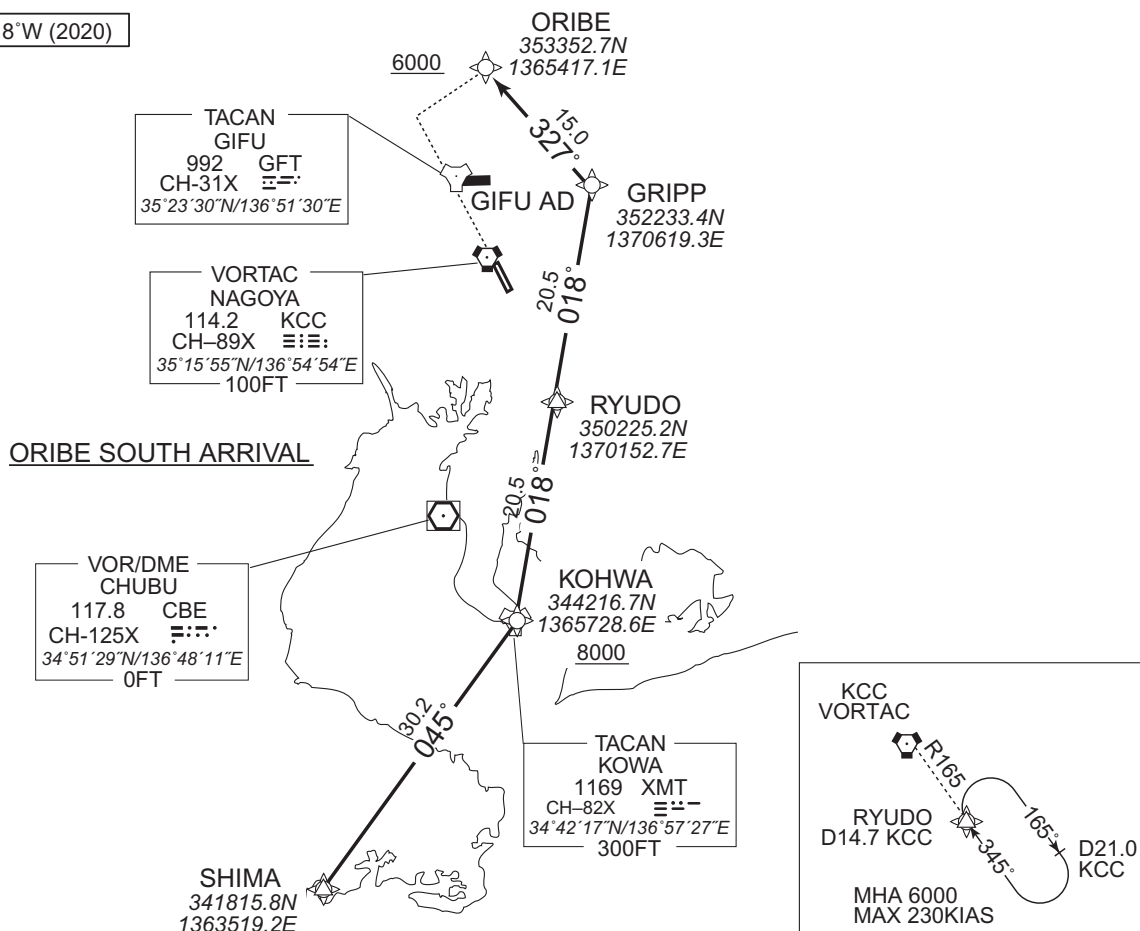 8°W (2020)
ORIBE
353352.7N
1365417.1E
6000
TACAN
GIFU
992 GFT
CH-31X
35°23´30˝N/136°51´30˝E
15.0
327°
GIFU AD
GRIPP
352233.4N
1370619.3E
VORTAC
NAGOYA
114.2 KCC
CH–89X
35°15´55˝N/136°54´54˝E
100FT
20.5
018°
RYUDO
350225.2N
1370152.7E
ORIBE SOUTH ARRIVAL
20.5
018°
VOR/DME
CHUBU
117.8 CBE
CH-125X
34°51´29˝N/136°48´11˝E
0FT
KOHWA
344216.7N
1365728.6E
8000
30.2
045°
TACAN
KOWA
1169 XMT
CH–82X
34°42´17˝N/136°57´27˝E
300FT
SHIMA
341815.8N
1363519.2E
KCC
VORTAC
R165
RYUDO
D14.7 KCC
165°
345°
D21.0
KCC
MHA 6000
MAX 230KIAS